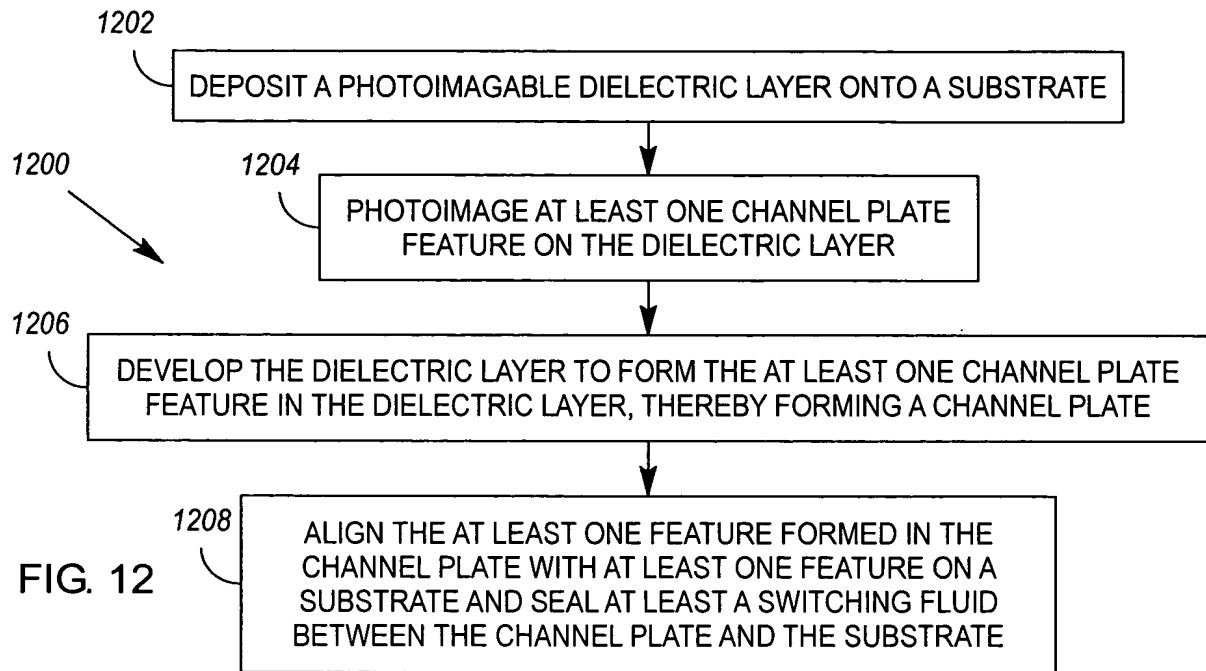 1202
DEPOSIT A PHOTOIMAGABLE DIELECTRIC LAYER ONTO A SUBSTRATE
1200
1204
PHOTOIMAGE AT LEAST ONE CHANNEL PLATE
FEATURE ON THE DIELECTRIC LAYER
1206
DEVELOP THE DIELECTRIC LAYER TO FORM THE AT LEAST ONE CHANNEL PLATE
FEATURE IN THE DIELECTRIC LAYER, THEREBY FORMING A CHANNEL PLATE
1208
ALIGN THE AT LEAST ONE FEATURE FORMED IN THE
CHANNEL PLATE WITH AT LEAST ONE FEATURE ON A
SUBSTRATE AND SEAL AT LEAST A SWITCHING FLUID
BETWEEN THE CHANNEL PLATE AND THE SUBSTRATE
FIG. 12